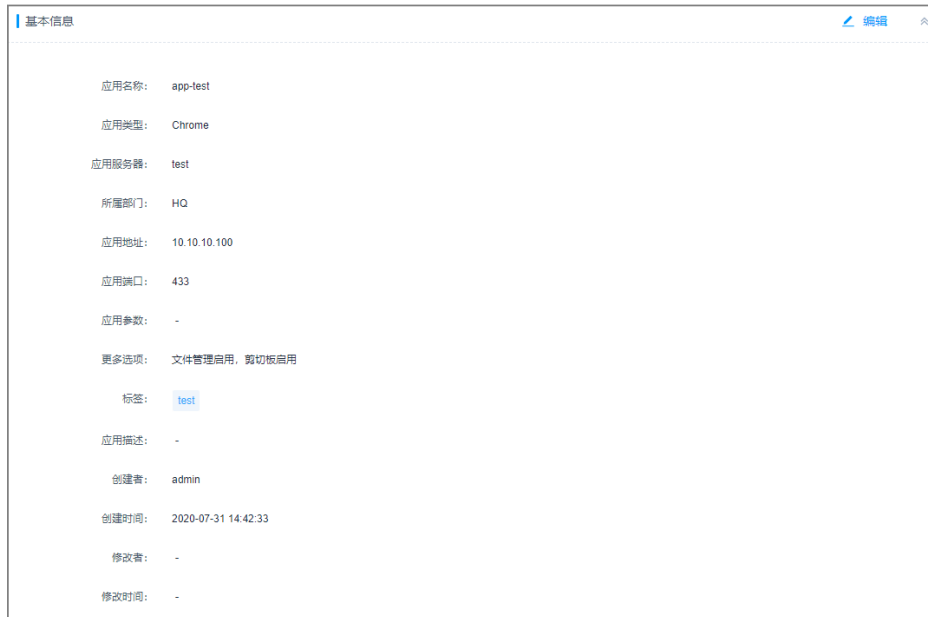 基本信息 编辑
应用名称： app-test
应用类型： Chrome
应用服务器： test
所属部门： HQ
应用地址： 10.10.10.100
应用端口： 433
应用参数： -
更多选项： 文件管理启用，剪切板启用
标签： test
应用描述： -
创建者： admin
创建时间： 2020-07-31 14:42:33
修改者： -
修改时间： -